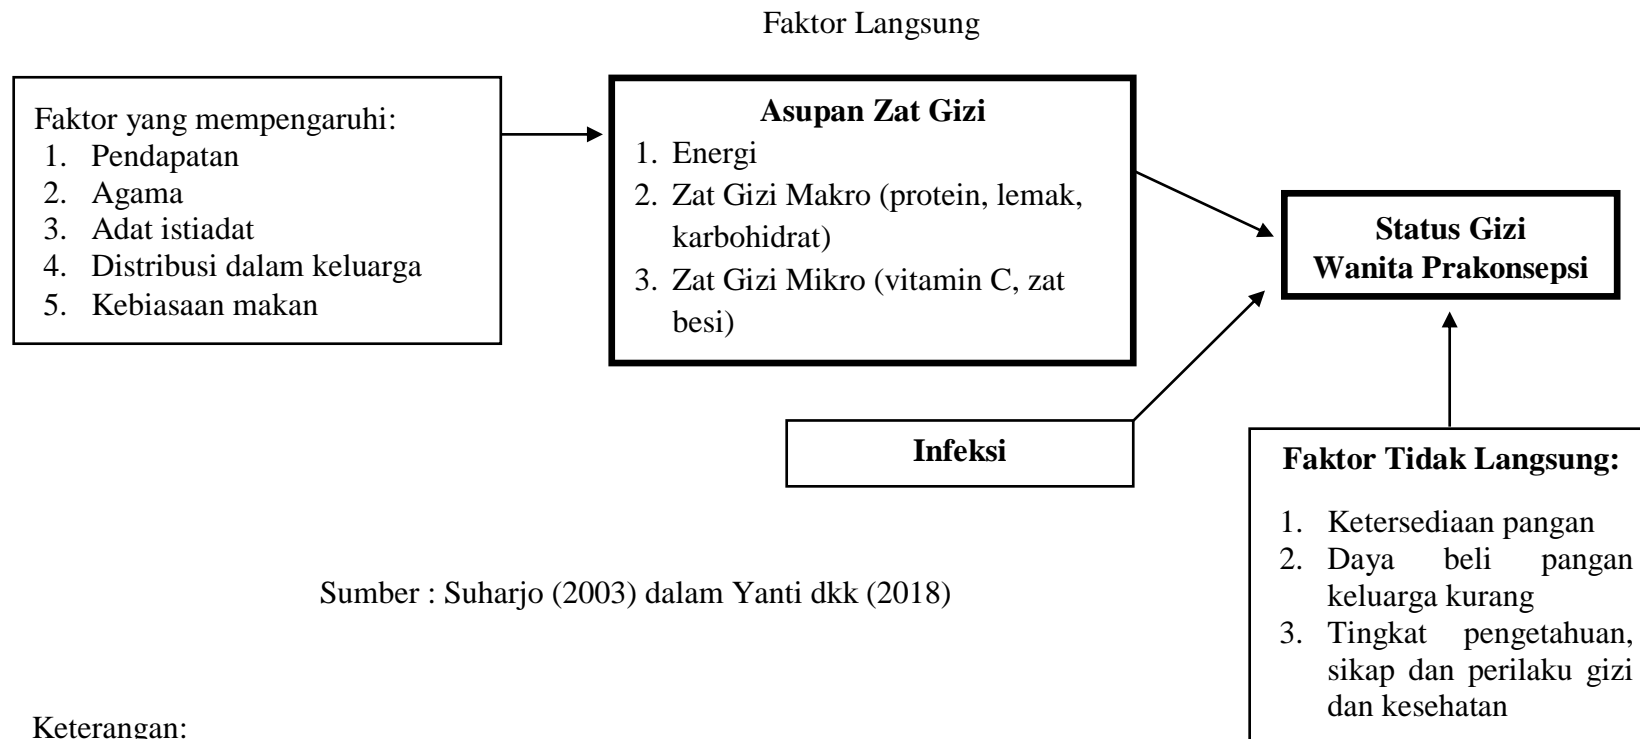 Faktor Langsung
Faktor yang mempengaruhi:
1. Pendapatan
2. Agama
3. Adat istiadat
4. Distribusi dalam keluarga
5. Kebiasaan makan
Asupan Zat Gizi
1. Energi
2. Zat Gizi Makro (protein, lemak,
karbohidrat)
3. Zat Gizi Mikro (vitamin C, zat
besi)
Status Gizi
Wanita Prakonsepsi
Infeksi
Faktor Tidak Langsung:
1. Ketersediaan pangan
2. Daya beli pangan
keluarga kurang
3. Tingkat pengetahuan,
sikap dan perilaku gizi
dan kesehatan
Sumber : Suharjo (2003) dalam Yanti dkk (2018)
Keterangan: